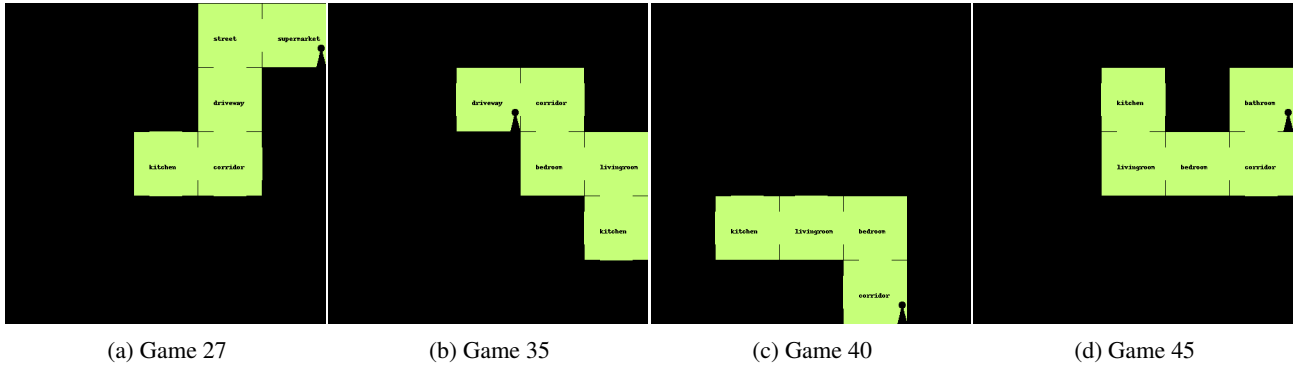 street supermarket
driveway
kitchen corridor
driveway corridor
bedroom livingroom
kitchen
kitchen livingroom bedroom
corridor
kitchen bathroom
livingroom bedroom corridor
(a) Game 27
(b) Game 35
(c) Game 40
(d) Game 45